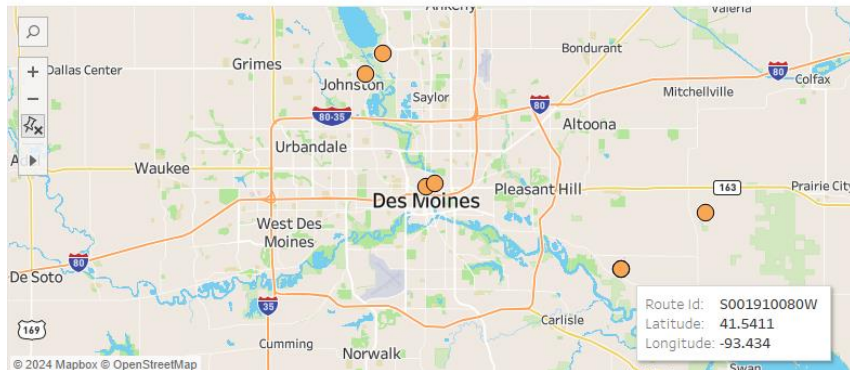 Ankeny
Valeria
Bondurant
Grimes
Dallas Center
80
Colfax
Johnston
Mitchellville
Saylor
80
80-35
Altoona
Urbandale
Waukee
Pleasant Hill
163
Prairie City
Des Moines
West Des
Moines
80
De Soto
35
Route Id: S001910080W
Latitude: 41.5411
Longitude: -93.434
Carlisle
169
Cumming
Norwalk
Swan
© 2024 Mapbox © OpenStreetMap